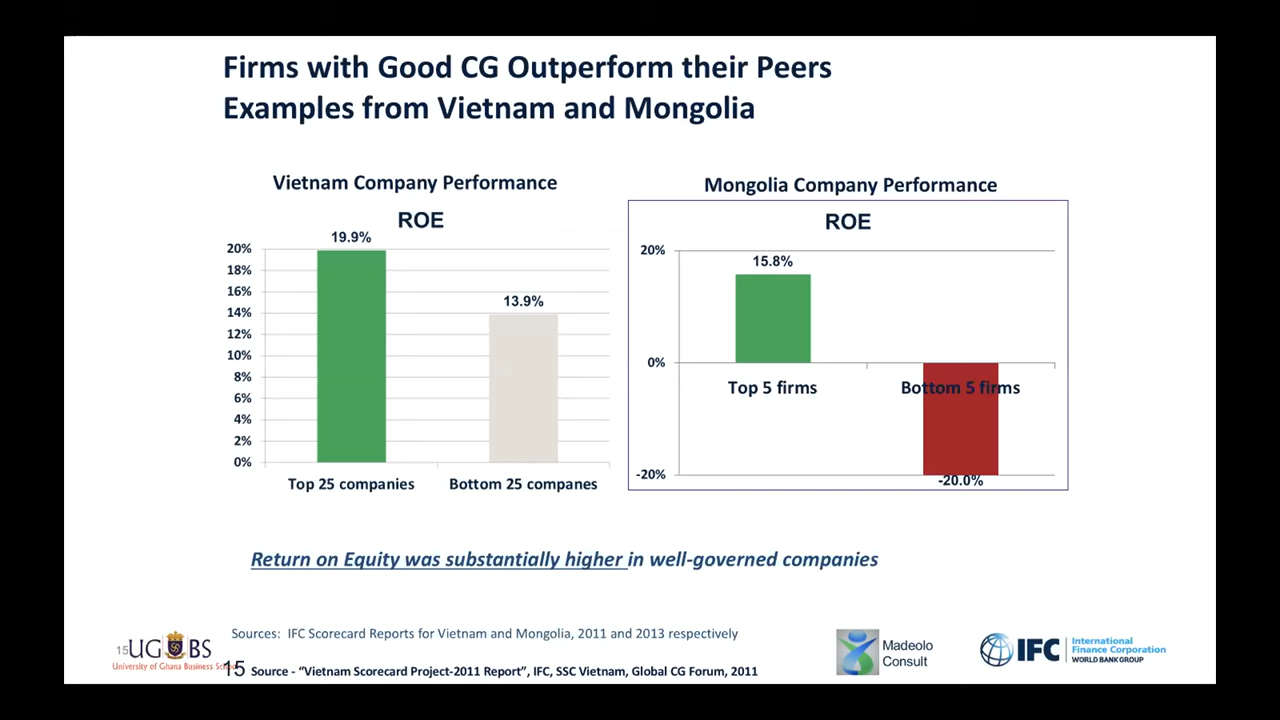 Firms with Good CG Outperform their Peers
Examples from Vietnam and Mongolia
Vietnam Company Performance
ROE
19.9%
13.9%
20%
18%
16%
14%
12%
10%
8%
6%
4%
2%
0%
Top 25 companies
Bottom 25 companes
Mongolia Company Performance
ROE
20%
15.8%
0%
Top 5 firms
Bottom 5 firms
-20%
-20.0%
Return on Equity was substantially higher in well-governed companies
Sources: IFC Scorecard Reports for Vietnam and Mongolia, 2011 and 2013 respectively
15
UGBS
University of Ghana Business
15
Source - “Vietnam Scorecard Project-2011 Report”, IFC, SSC Vietnam, Global CG Forum, 2011
Madeolo
Consult
IFC
International
Finance Corporation
WORLD BANK GROUP